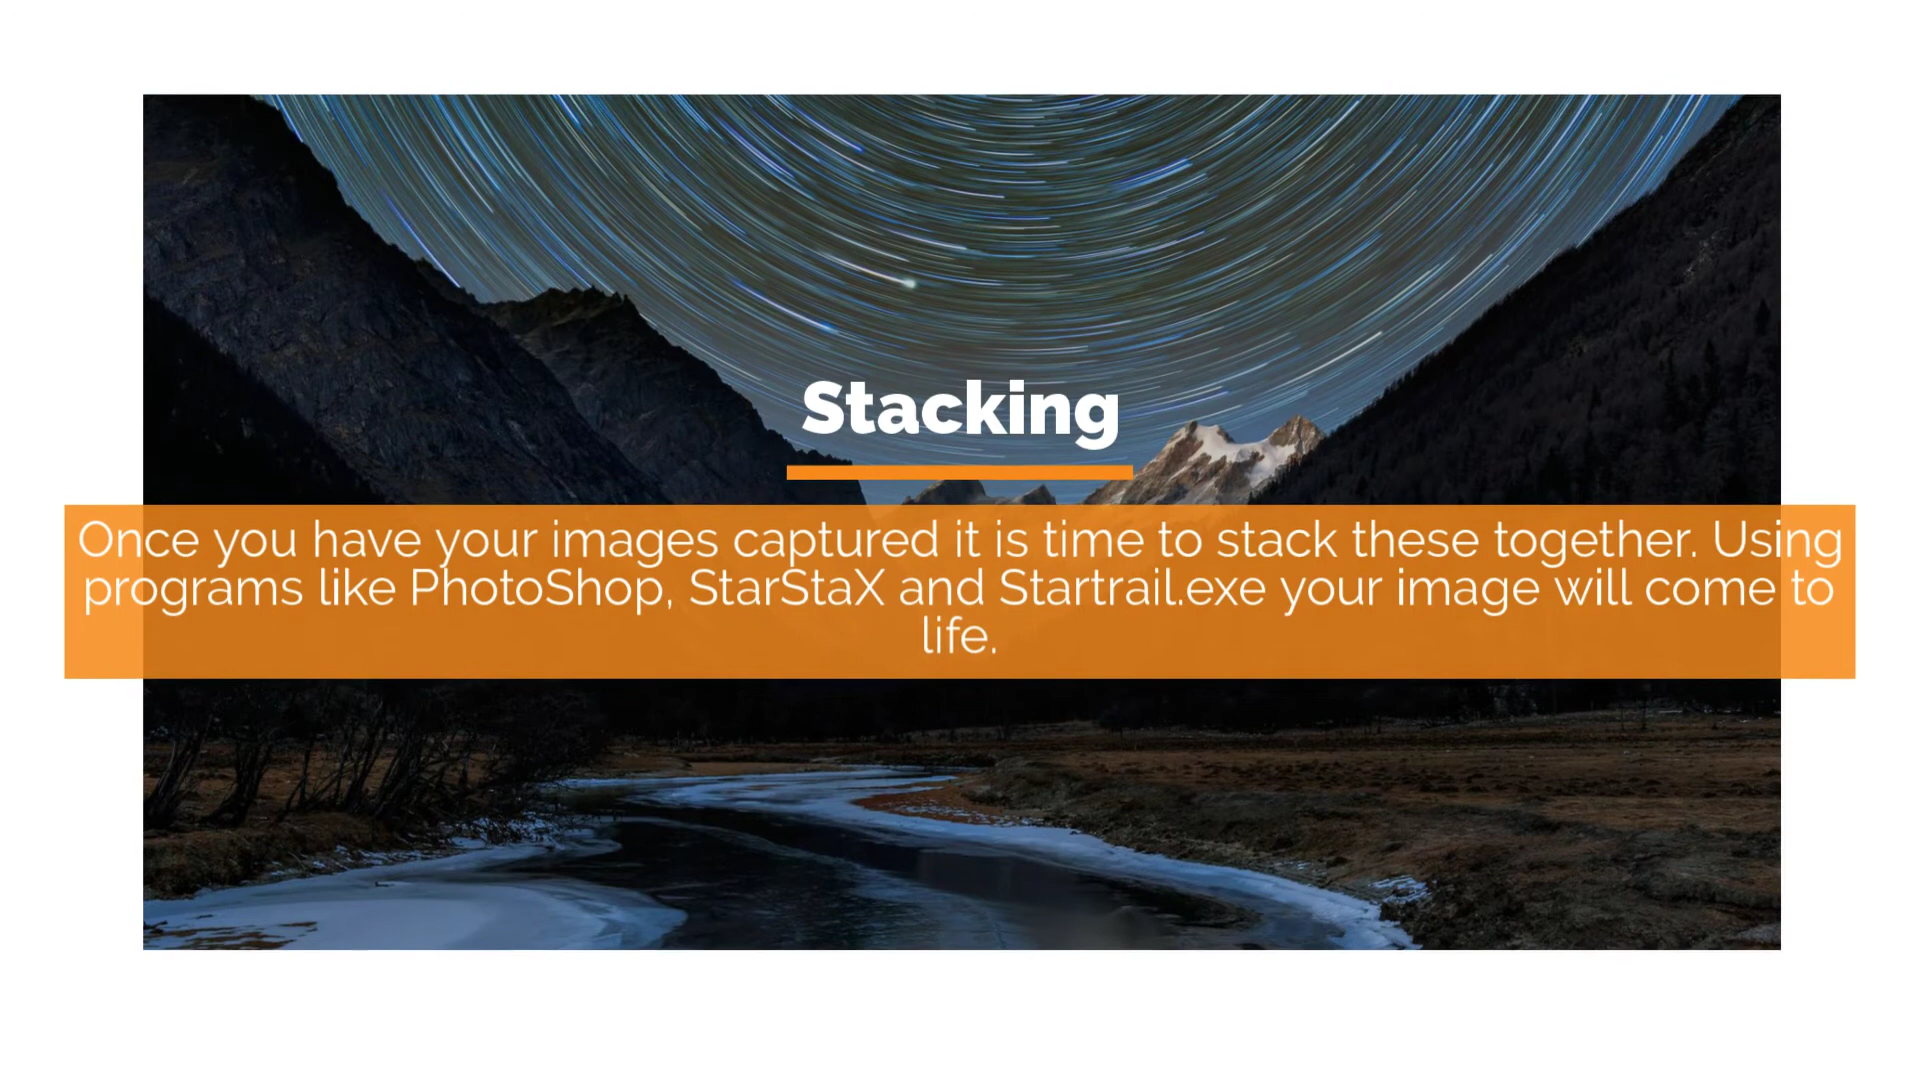 Stacking
Once you have your images captured it is time to stack these together. Using
programs like PhotoShop, StarStaX and Startrail.exe your image will come to
life.